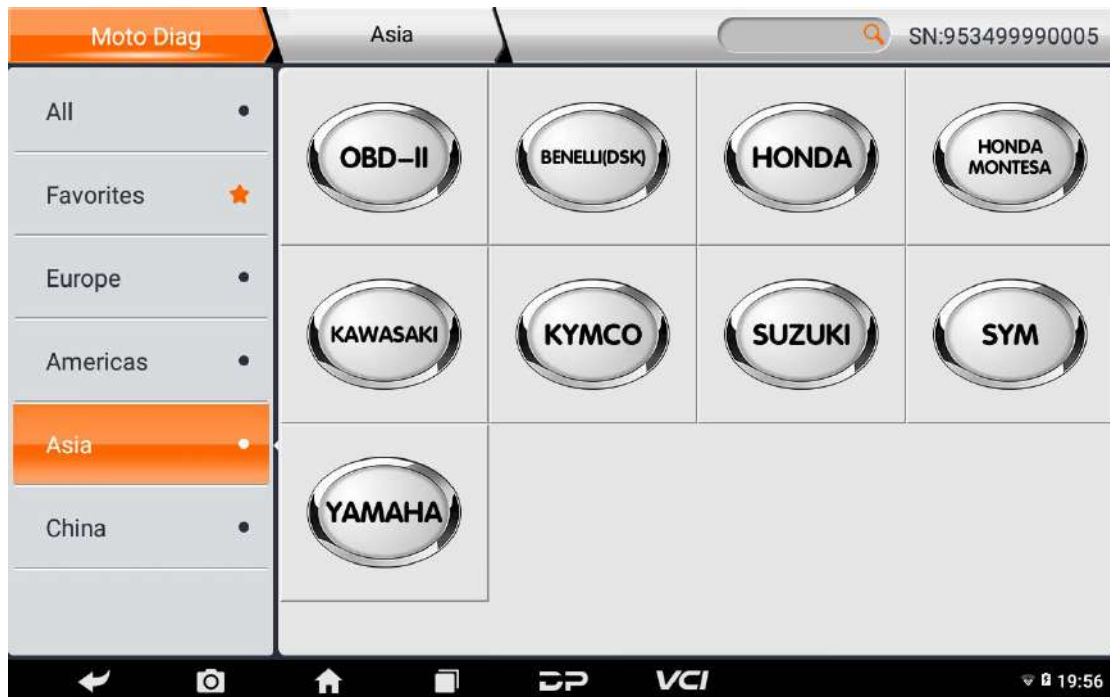 Moto Diag
Asia
SN:953499990005
All
Favorites
Europe
Americas
Asia
China
OBD-II
BENELLI(DSK)
HONDA
HONDA
MONTESA
KAWASAKI
KYMCO
SUZUKI
SYM
YAMAHA
DP
VCI
19:56